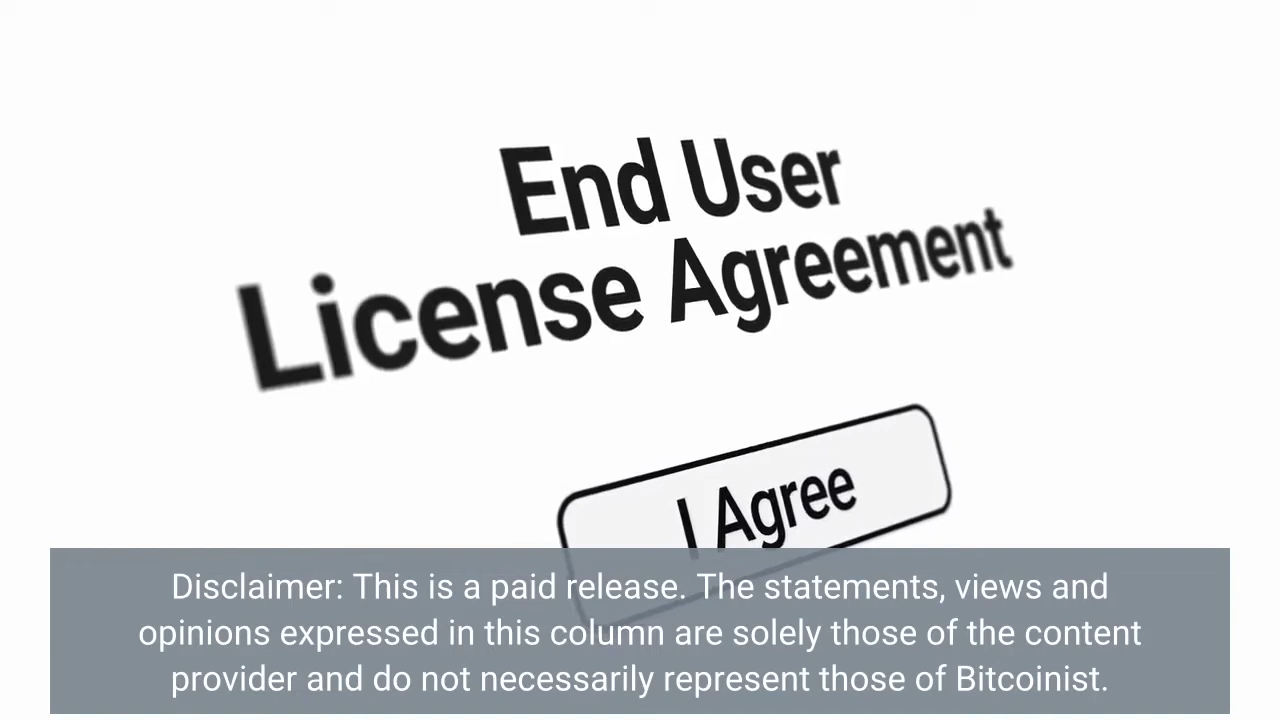 End User
License Agreement
I Agree
Disclaimer: This is a paid release. The statements, views and
opinions expressed in this column are solely those of the content
provider and do not necessarily represent those of Bitcoinist.